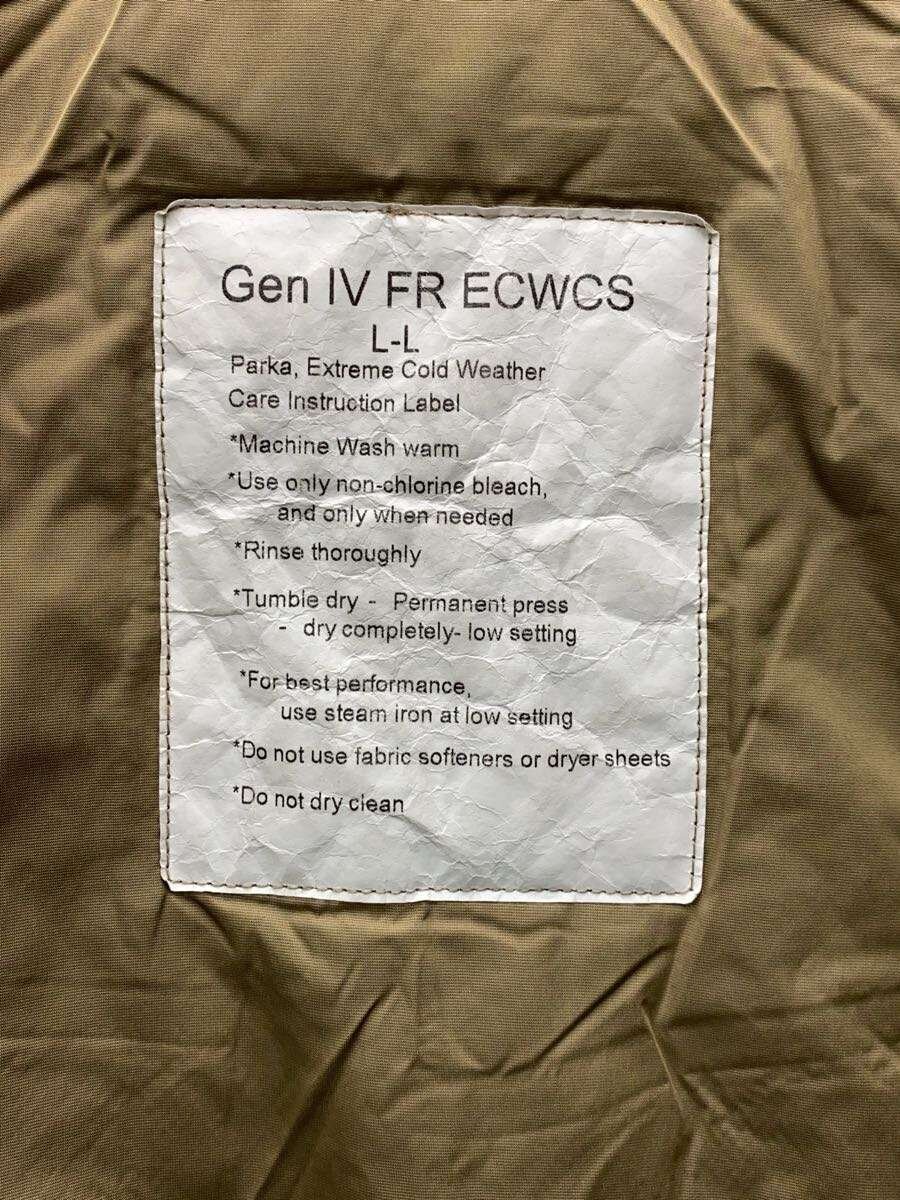 Gen IV FR ECWCS
L-L
Parka, Extreme Cold Weather
Care Instruction Label
*Machine Wash warm
*Use only non-chlorine bleach,
and only when needed
*Rinse thoroughly
*Tumble dry - Permanent press
- dry completely- low setting
*For best performance,
use steam iron at low setting
*Do not use fabric softeners or dryer sheets
*Do not dry clean